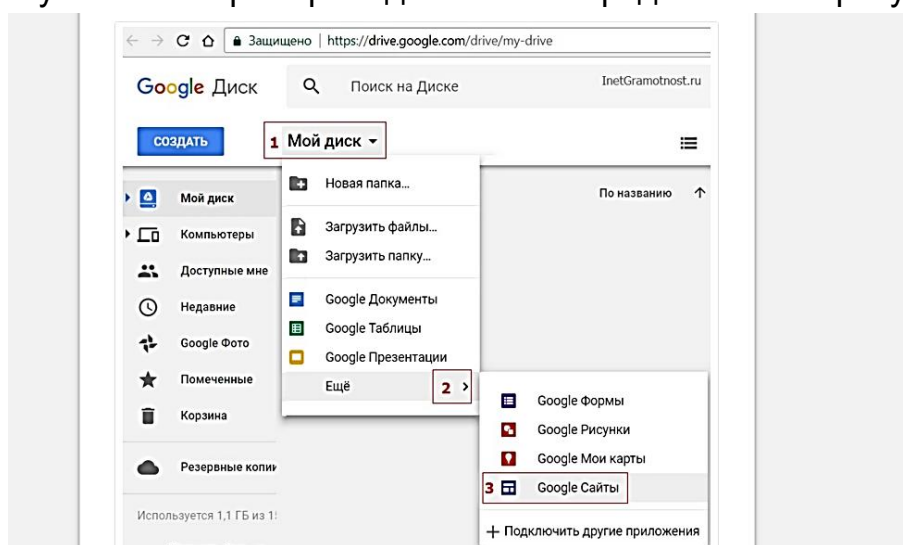 Защищено | https://drive.google.com/drive/my-drive
Google Диск
Поиск на Диске
InetGramotnost.ru
СОЗДАТЬ
1 Мой диск
Мой диск
Компьютеры
Доступные мне
Недавние
Google Фото
Помеченные
Корзина
Резервные копии
Используется 1,1 ГБ из
Новая папка...
Загрузить файлы...
Загрузить папку...
Google Документы
Google Таблицы
Google Презентации
Ещё 2 >
По названию
Google Формы
Google Рисунки
Google Мои карты
3 Google Сайты
+ Подключить другие приложения